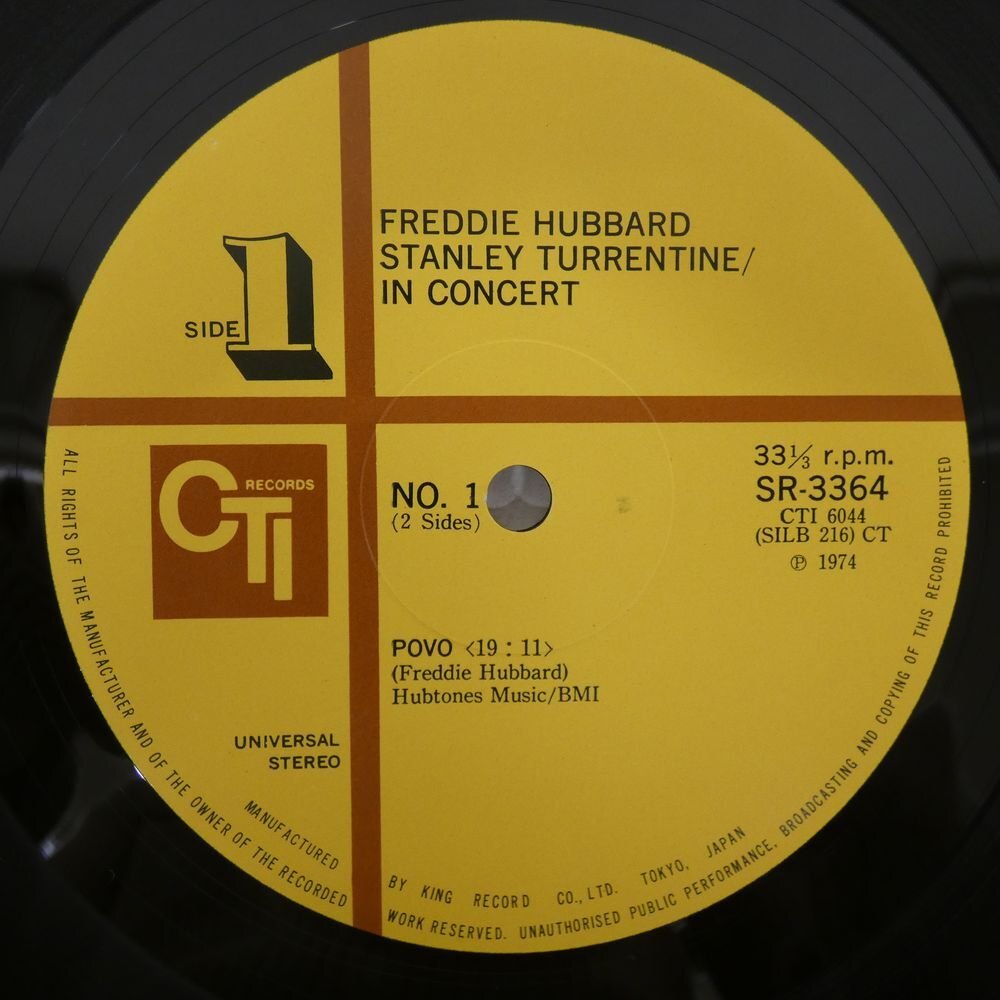 FREDDIE HUBBARD
STANLEY TURRENTINE/
IN CONCERT
SIDE 1
CTI RECORDS
NO. 1
(2 Sides)
33⅓ r.p.m.
SR-3364
CTI 6044
(SILB 216) CT
℗ 1974
POVO <19 : 11>
(Freddie Hubbard)
Hubtones Music/BMI
UNIVERSAL
STEREO
MANUFACTURED BY KING RECORD CO., LTD. TOKYO, JAPAN
ALL RIGHTS OF THE MANUFACTURER AND OF THE OWNER OF THE RECORDED WORK RESERVED. UNAUTHORISED PUBLIC PERFORMANCE. BROADCASTING AND COPYING OF THIS RECORD PROHIBITED